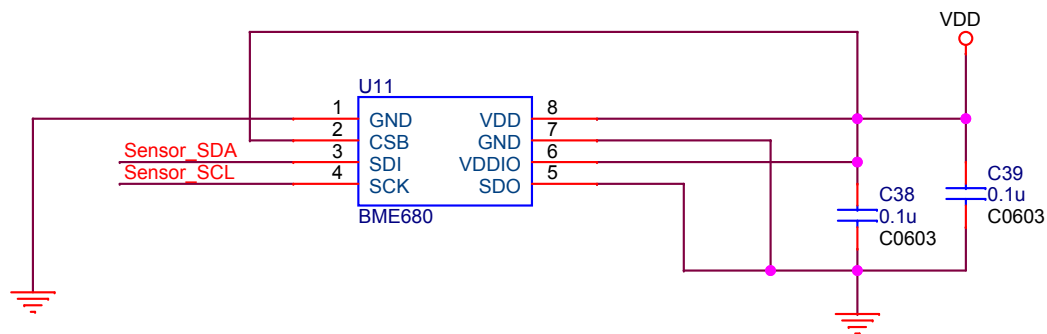 VDD
U11
1 GND VDD 8
2 CSB GND 7
Sensor_SDA 3 SDI VDDIO 6
Sensor_SCL 4 SCK SDO 5
BME680
C39
0.1u
C0603
C38
0.1u
C0603